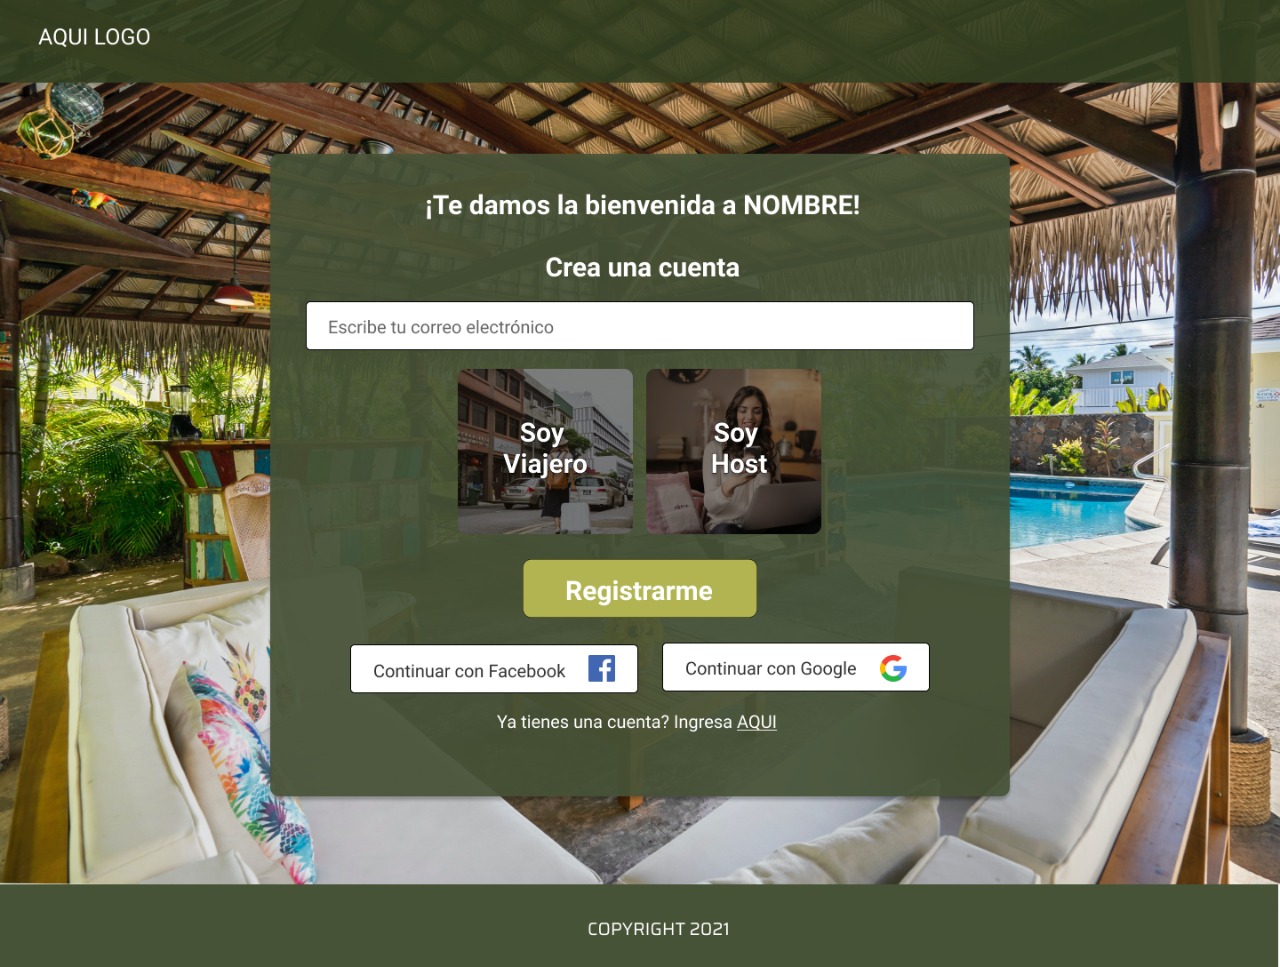 AQUI LOGO
¡Te damos la bienvenida a NOMBRE!
Crea una cuenta
Escribe tu correo electrónico
Soy
Viajero
Soy
Host
Registrarme
Continuar con Facebook
Continuar con Google
Ya tienes una cuenta? Ingresa AQUI
COPYRIGHT 2021